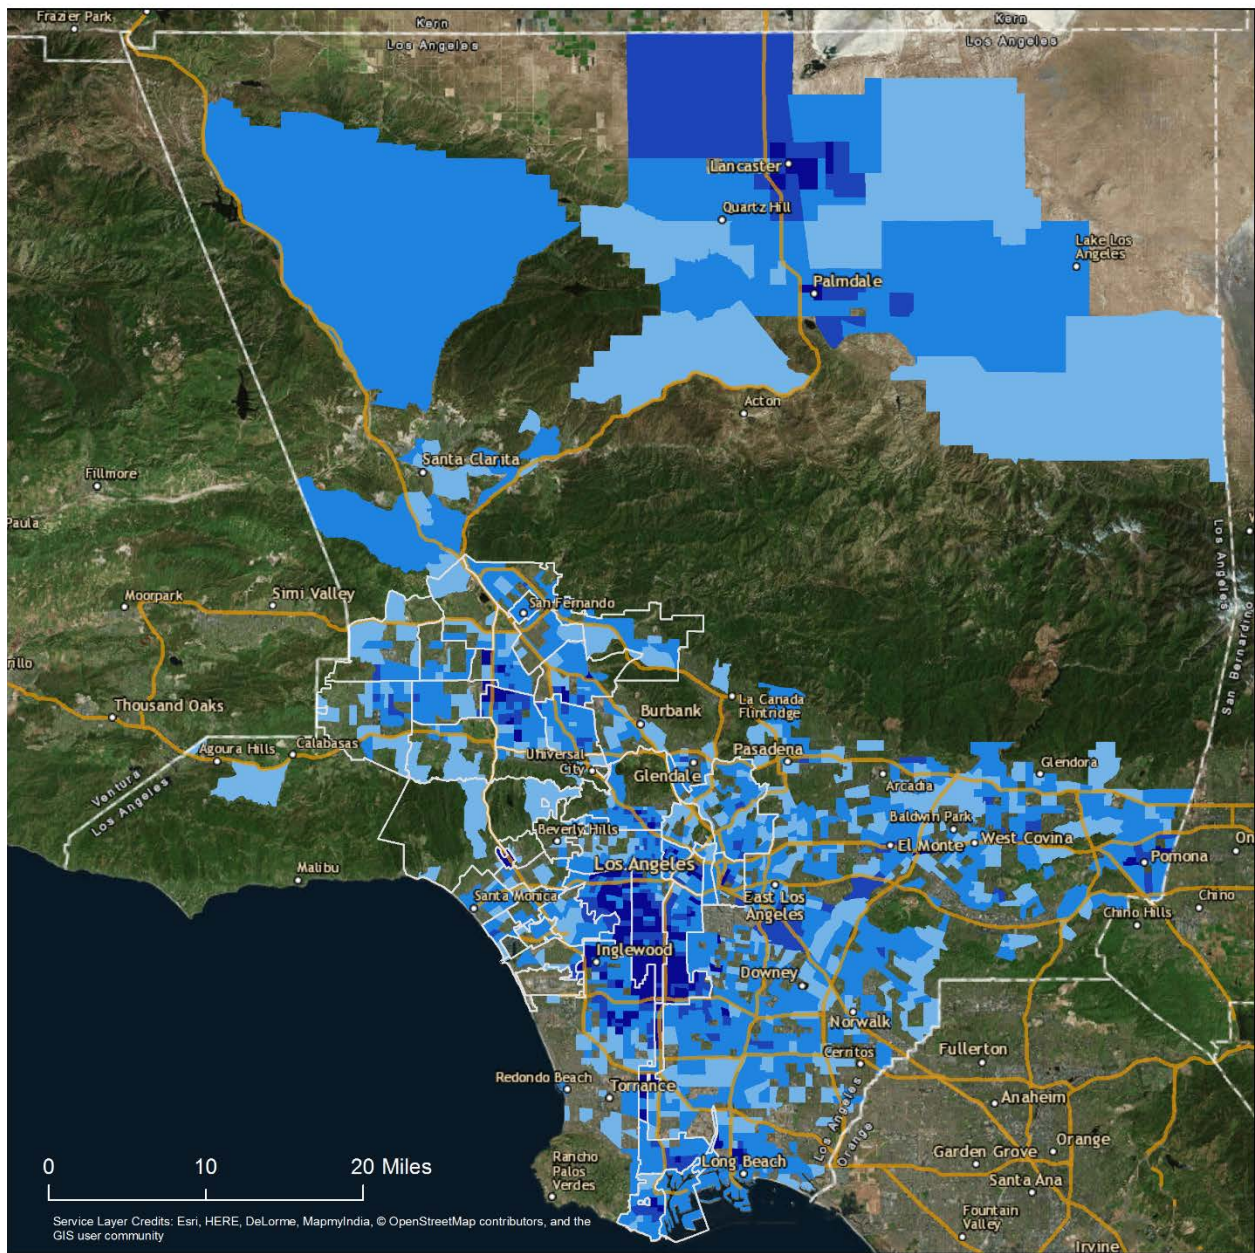 Frazier Park
Kern
Los Angeles
Kern
Los Angeles
Lancaster
Quartz Hill
Lake Los
Angeles
Palmdale
Acton
Santa Clarita
Fillmore
Paula
Los Angeles
San Bernardino
Moorpark
Simi Valley
San Fernando
rillo
Thousand Oaks
La Canada
Flintridge
Burbank
Agoura Hills
Calabasas
Universal
City
Pasadena
Glendale
Glendora
Arcadia
Ventura
Los Angeles
Beverly Hills
Baldwin Park
El Monte
West Covina
On
Los Angeles
Pomona
Malibu
Santa Monica
East Los
Angeles
Chino
Chino Hills
Inglewood
Downey
Norwalk
Cerritos
Fullerton
Redondo Beach
Torrance
Anaheim
Los Angeles
Orange
Orange
Garden Grove
Long Beach
Santa Ana
Rancho
Palos
Verdes
Fountain
Valley
Irvine
0 10 20 Miles
Service Layer Credits: Esri, HERE, DeLorme, MapmyIndia, © OpenStreetMap contributors, and the
GIS user community